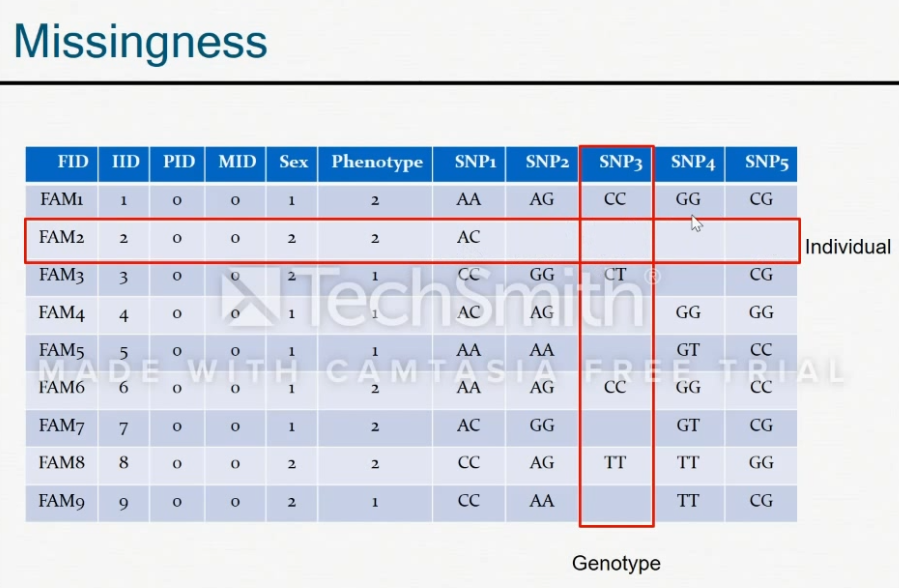 Missingness
FID IID PID MID Sex Phenotype SNP1 SNP2 SNP3 SNP4 SNP5
FAM1 1 0 0 1 2 AA AG CC GG CG
FAM2 2 0 0 2 2 AC
Individual
FAM3 3 0 0 2 1 CC GG CT CG
FAM4 4 0 0 1 1 AC AG GG GG
FAM5 5 0 0 1 1 AA AA GT CC
FAM6 6 0 0 1 2 AA AG CC GG CC
FAM7 7 0 0 1 2 AC GG GT CG
FAM8 8 0 0 2 2 CC AG TT TT GG
FAM9 9 0 0 2 1 CC AA TT CG
Genotype
TechSmith®
MADE WITH CAMTASIA FREE TRIAL